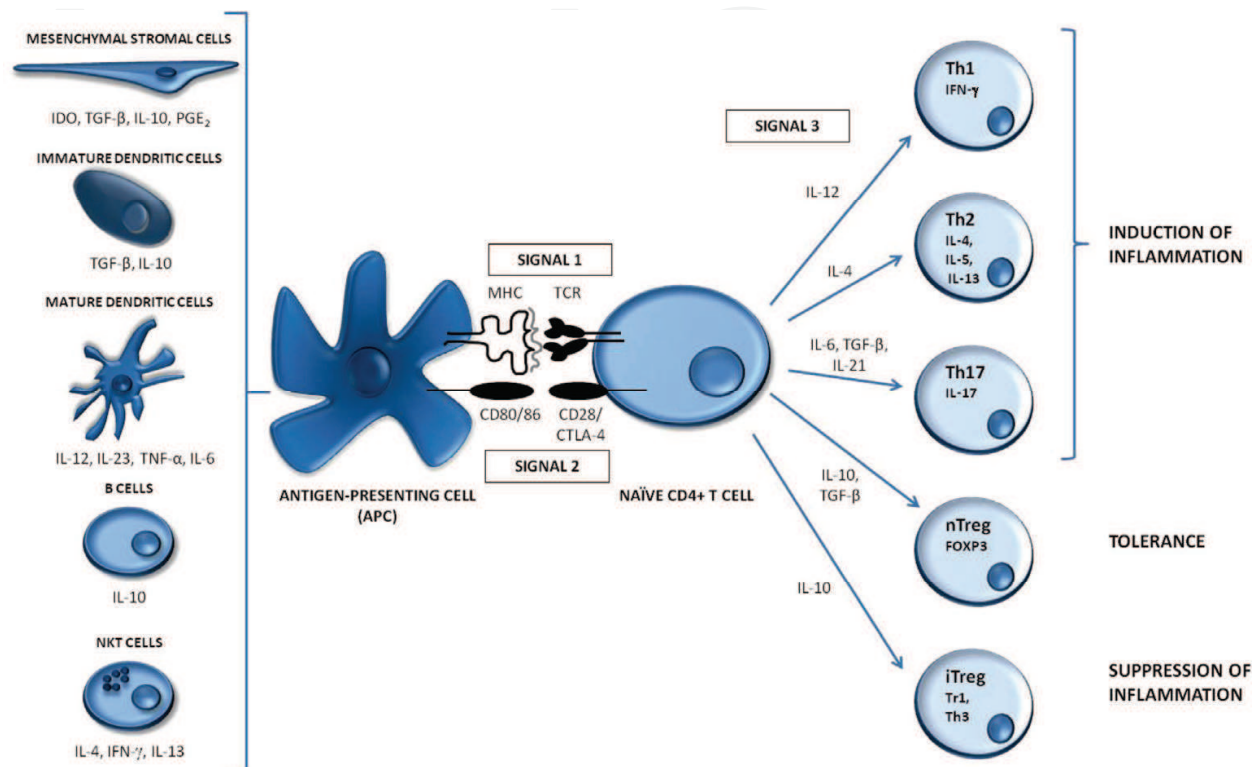 MESENCHYMAL STROMAL CELLS
IDO, TGF-β, IL-10, PGE₂
IMMATURE DENDRITIC CELLS
TGF-β, IL-10
MATURE DENDRITIC CELLS
IL-12, IL-23, TNF-α, IL-6
B CELLS
IL-10
NKT CELLS
IL-4, IFN-γ, IL-13
SIGNAL 1
MHC
TCR
CD80/86
CD28/
CTLA-4
SIGNAL 2
ANTIGEN-PRESENTING CELL
(APC)
NAÏVE CD4+ T CELL
SIGNAL 3
IL-12
IL-4
IL-6, TGF-β,
IL-21
IL-10,
TGF-β
IL-10
Th1
IFN-γ
Th2
IL-4,
IL-5,
IL-13
Th17
IL-17
nTreg
FOXP3
iTreg
Tr1,
Th3
INDUCTION OF
INFLAMMATION
TOLERANCE
SUPPRESSION OF
INFLAMMATION